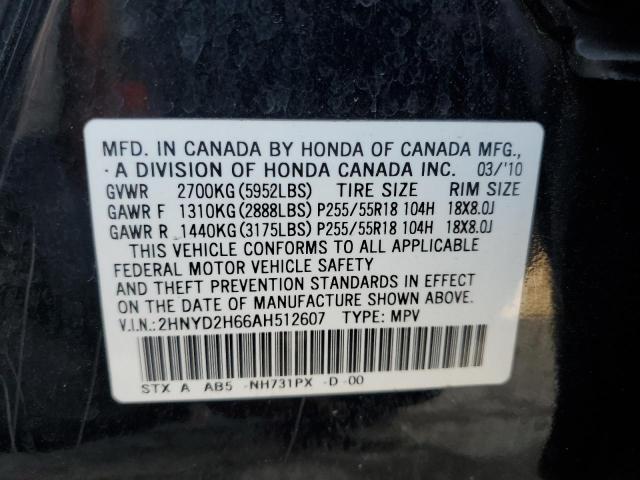 MFD. IN CANADA BY HONDA OF CANADA MFG.,
A DIVISION OF HONDA CANADA INC. 03/'10
GVWR 2700KG (5952LBS) TIRE SIZE RIM SIZE
GAWR F 1310KG (2888LBS) P255/55R18 104H 18X8.0J
GAWR R 1440KG (3175LBS) P255/55R18 104H 18X8.0J
THIS VEHICLE CONFORMS TO ALL APPLICABLE
FEDERAL MOTOR VEHICLE SAFETY
AND THEFT PREVENTION STANDARDS IN EFFECT
ON THE DATE OF MANUFACTURE SHOWN ABOVE.
V.I.N.: 2HNYD2H66AH512607 TYPE: MPV
STX A AB5 -NH731PX -D -00